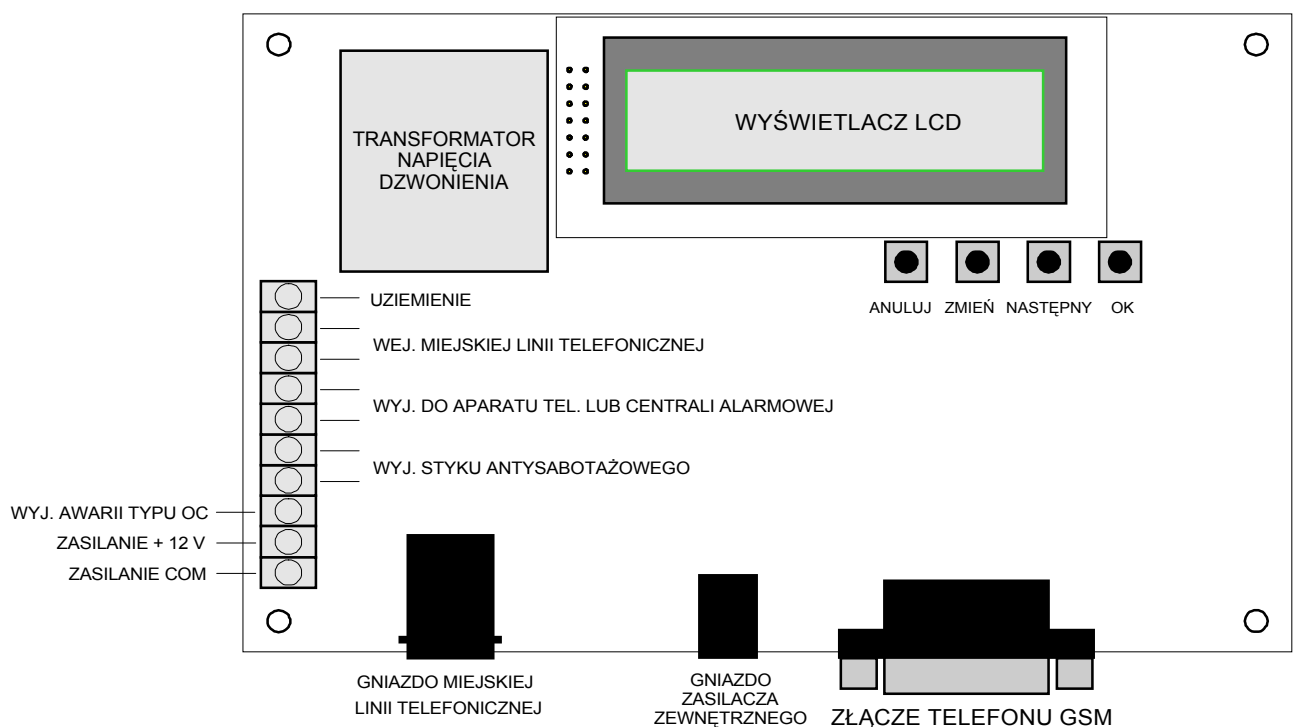 TRANSFORMATOR
NAPIĘCIA
DZWONIENIA
WYŚWIETLACZ LCD
ANULUJ ZMIEŃ NASTĘPNY OK
UZIEMIENIE
WEJ. MIEJSKIEJ LINII TELEFONICZNEJ
WYJ. DO APARATU TEL. LUB CENTRALI ALARMOWEJ
WYJ. STYKU ANTYSABOTAŻOWEGO
WYJ. AWARII TYPU OC
ZASILANIE + 12 V
ZASILANIE COM
GNIAZDO MIEJSKIEJ
LINII TELEFONICZNEJ
GNIAZDO
ZASILACZA
ZEWNĘTRZNEGO
ZŁĄCZE TELEFONU GSM